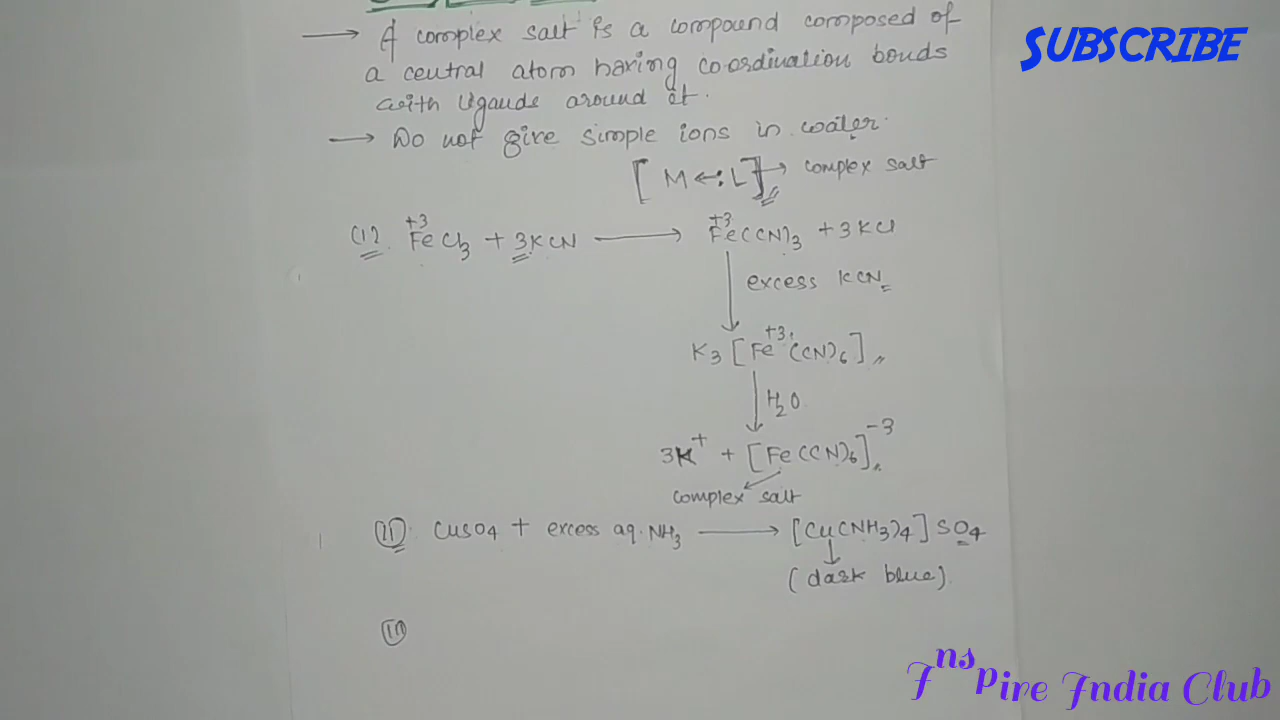 → A complex salt is a compound composed of
SUBSCRIBE
a central atom having co-ordination bonds
with ligands around it.
→ Do not give simple ions in water.
[M←:L] → complex salt
(i) +3
FeCl3 + 3KCN → +3
Fe(CN)3 + 3KCl
↓ excess KCN
K3[Fe+3(CN)6]
↓ H2O
3K+ + [Fe(CN)6]-3
complex salt
(ii) CuSO4 + excess aq. NH3 → [Cu(NH3)4]SO4
↓
(dark blue)
(iii)
Inspire India Club